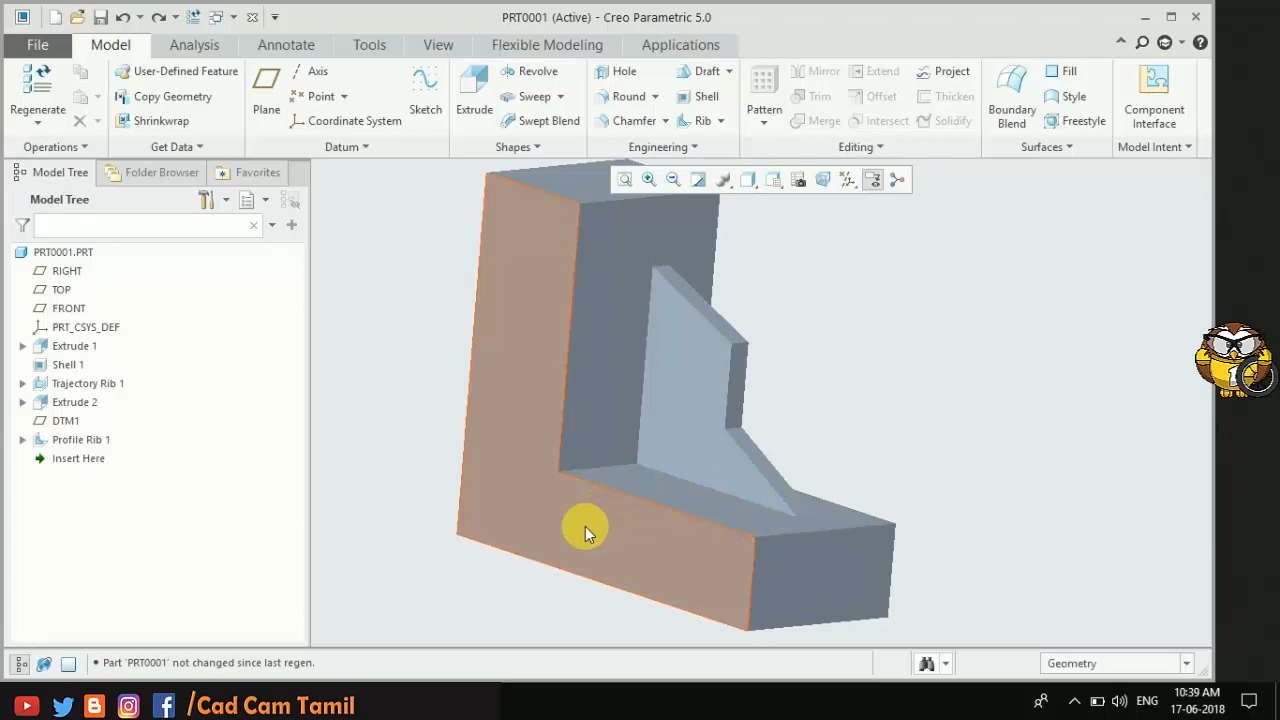 PRT0001 (Active) - Creo Parametric 5.0
File Model Analysis Annotate Tools View Flexible Modeling Applications
Regenerate
Operations
User-Defined Feature
Copy Geometry
Shrinkwrap
Get Data
Plane
Axis
Point
Coordinate System
Sketch
Datum
Extrude
Revolve
Sweep
Swept Blend
Shapes
Hole
Round
Chamfer
Draft
Shell
Rib
Engineering
Pattern
Mirror
Trim
Merge
Extend
Offset
Intersect
Project
Thicken
Solidify
Editing
Boundary
Blend
Fill
Style
Freestyle
Surfaces
Component
Interface
Model Intent
Model Tree Folder Browser Favorites
Model Tree
PRT0001.PRT
RIGHT
TOP
FRONT
PRT_CSYS_DEF
Extrude 1
Shell 1
Trajectory Rib 1
Extrude 2
DTM1
Profile Rib 1
Insert Here
• Part 'PRT0001' not changed since last regen.
Geometry
/Cad Cam Tamil
ENG
10:39 AM
17-06-2018